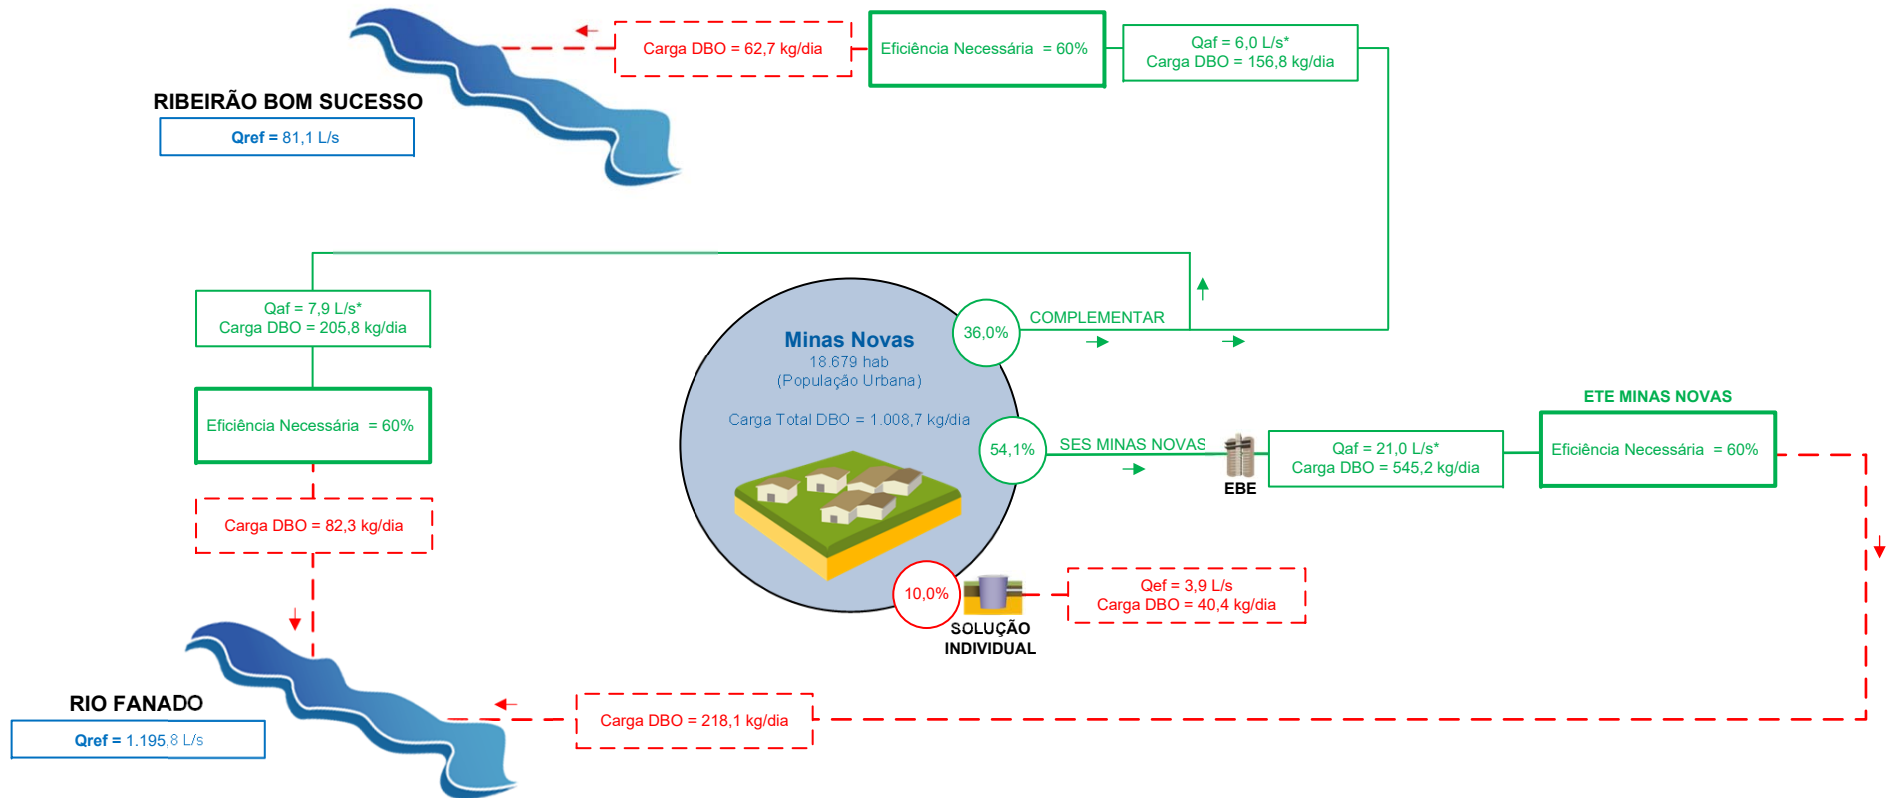 Carga DBO = 62,7 kg/dia
Eficiência Necessária = 60%
Qaf = 6,0 L/s*
Carga DBO = 156,8 kg/dia
RIBEIRÃO BOM SUCESSO
Qref = 81,1 L/s
Qaf = 7,9 L/s*
Carga DBO = 205,8 kg/dia
Eficiência Necessária = 60%
Carga DBO = 82,3 kg/dia
Minas Novas
18.679 hab
(População Urbana)
Carga Total DBO = 1.008,7 kg/dia
36,0%
COMPLEMENTAR
54,1%
SES MINAS NOVAS
EBE
Qaf = 21,0 L/s*
Carga DBO = 545,2 kg/dia
ETE MINAS NOVAS
Eficiência Necessária = 60%
10,0%
SOLUÇÃO
INDIVIDUAL
Qef = 3,9 L/s
Carga DBO = 40,4 kg/dia
RIO FANADO
Qref = 1.195,8 L/s
Carga DBO = 218,1 kg/dia